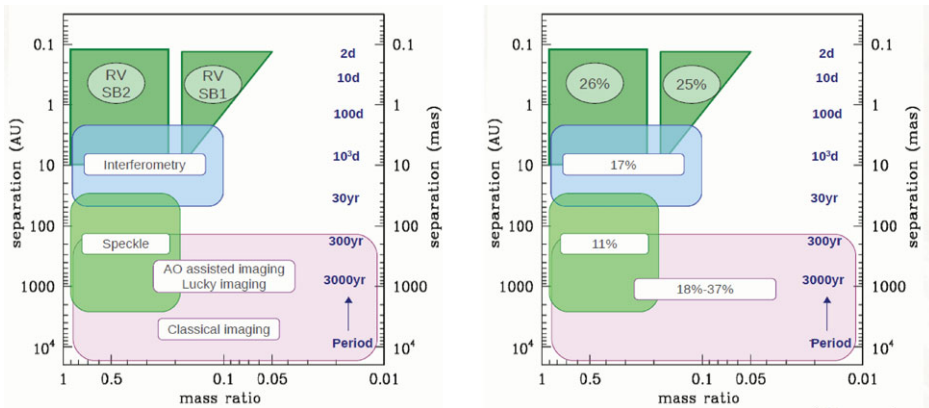 0.1
1
10
100
1000
10⁴
separation (AU)
RV
SB2
RV
SB1
Interferometry
Speckle
AO assisted imaging
Lucky imaging
Classical imaging
2d
10d
100d
10³d
30yr
300yr
3000yr
Period
0.1
1
10
100
1000
10⁴
separation (mas)
1
0.5
0.1
0.05
0.01
mass ratio
0.1
1
10
100
1000
10⁴
separation (AU)
26%
25%
17%
11%
18%-37%
2d
10d
100d
10³d
30yr
300yr
3000yr
Period
0.1
1
10
100
1000
10⁴
separation (mas)
1
0.5
0.1
0.05
0.01
mass ratio